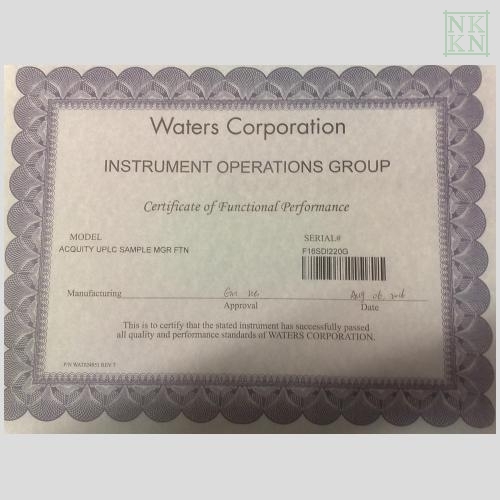 NK
KN
Waters Corporation
INSTRUMENT OPERATIONS GROUP
Certificate of Functional Performance
MODEL SERIAL#
ACQUITY UPLC SAMPLE MGR FTN F16SDI220G
Manufacturing
Approval Date
This is to certify that the stated instrument has successfully passed
all quality and performance standards of WATERS CORPORATION.